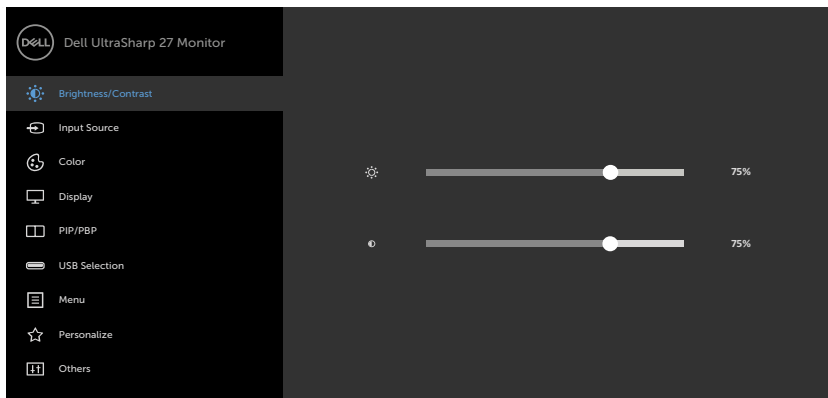 DELL
Dell UltraSharp 27 Monitor
Brightness/Contrast
Input Source
Color
75%
Display
PIP/PBP
75%
USB Selection
Menu
Personalize
Others